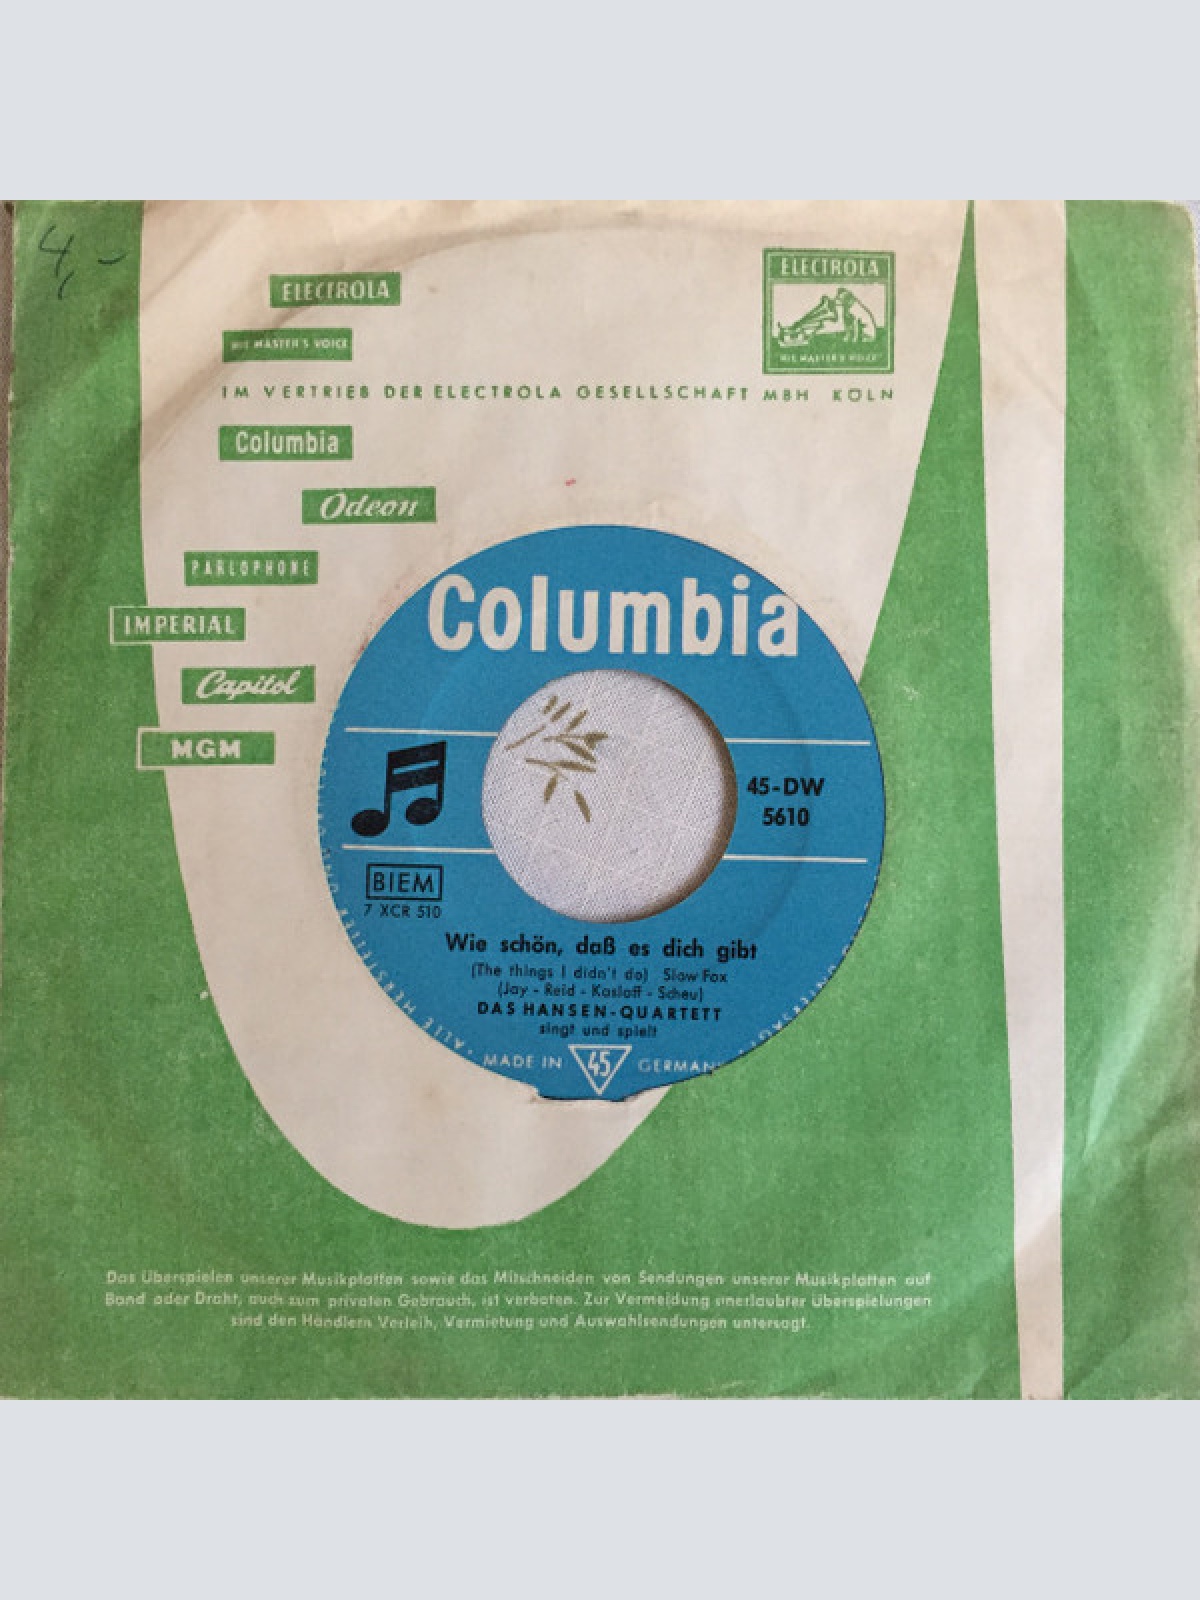 4,-
ELECTROLA
ELECTROLA
HIS MASTER'S VOICE
"HIS MASTER'S VOICE"
IM VERTRIEB DER ELECTROLA GESELLSCHAFT MBH KÖLN
Columbia
Odeon
PARLOPHONE
IMPERIAL
Capitol
MGM
Columbia
45-DW
5610
BIEM
7 XCR 510
Wie schön, daß es dich gibt
(The things I didn't do) Slow Fox
(Jay - Reid - Kasloff - Scheu)
DAS HANSEN-QUARTETT
singt und spielt
ALLE HERSTELLER
MADE IN 45 GERMANY
Das Überspielen unserer Musikplatten sowie das Mitschneiden von Sendungen unserer Musikplatten auf
Band oder Draht, auch zum privaten Gebrauch, ist verboten. Zur Vermeidung unerlaubter Überspielungen
sind den Händlern Verleih, Vermietung und Auswahlsendungen untersagt.